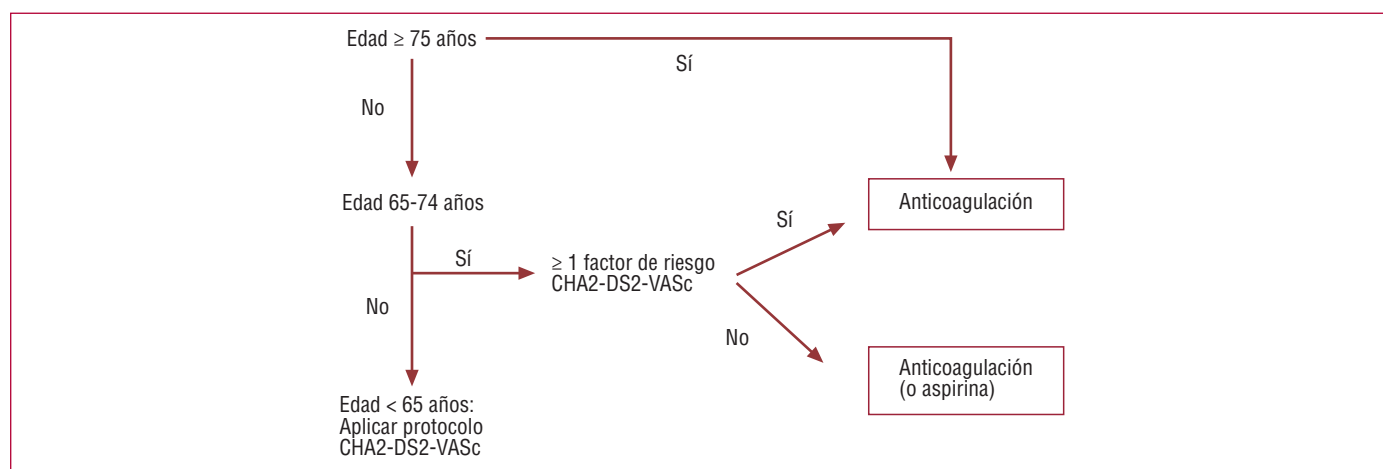 Edad ≥ 75 años
Sí
No
Edad 65-74 años
Anticoagulación
Sí
Sí
≥ 1 factor de riesgo
CHA2-DS2-VASc
No
No
Anticoagulación
(o aspirina)
Edad < 65 años:
Aplicar protocolo
CHA2-DS2-VASc